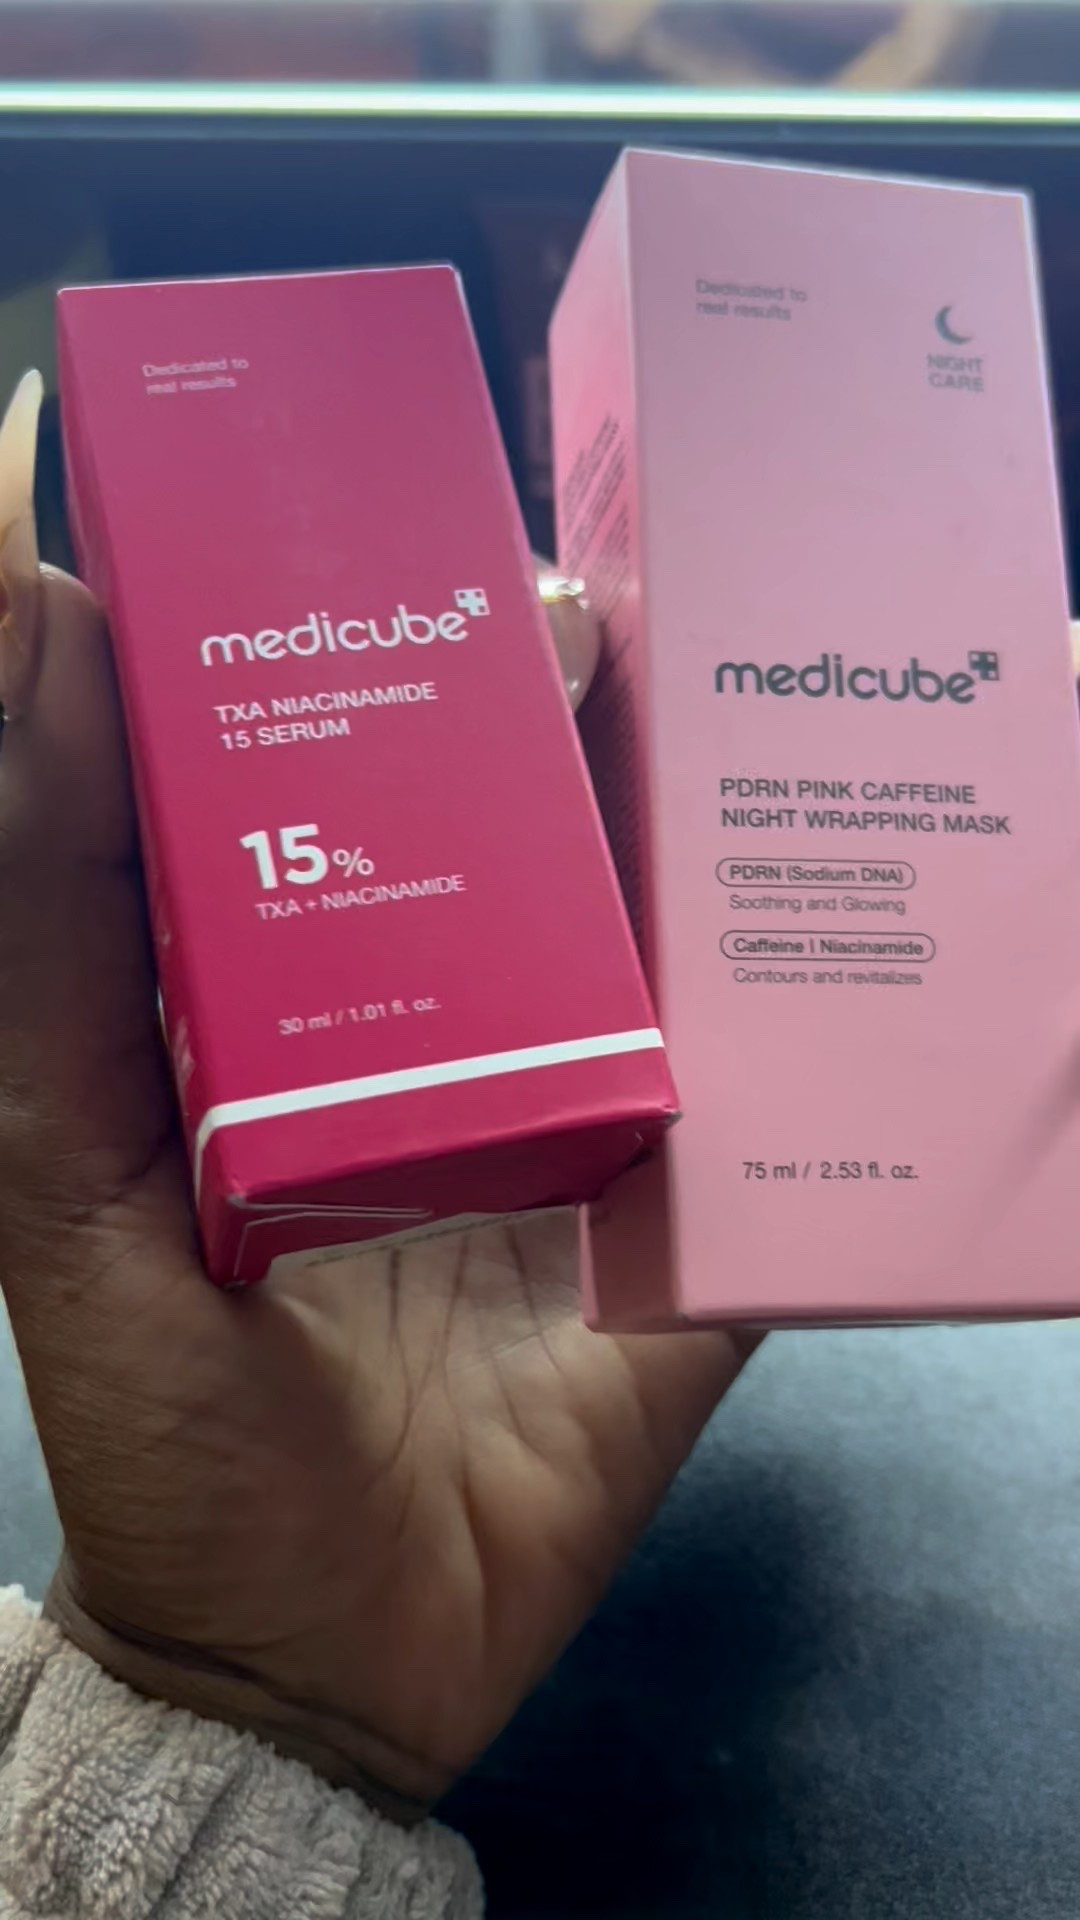 Dedicated to
real results
medicube
TXA NIACINAMIDE
15 SERUM
15%
TXA + NIACINAMIDE
30 ml / 1.01 fl. oz.
Dedicated to
real results
NIGHT
CARE
medicube
PDRN PINK CAFFEINE
NIGHT WRAPPING MASK
PDRN (Sodium DNA)
Soothing and Glowing
Caffeine | Niacinamide
Contours and revitalizes
75 ml / 2.53 fl. oz.